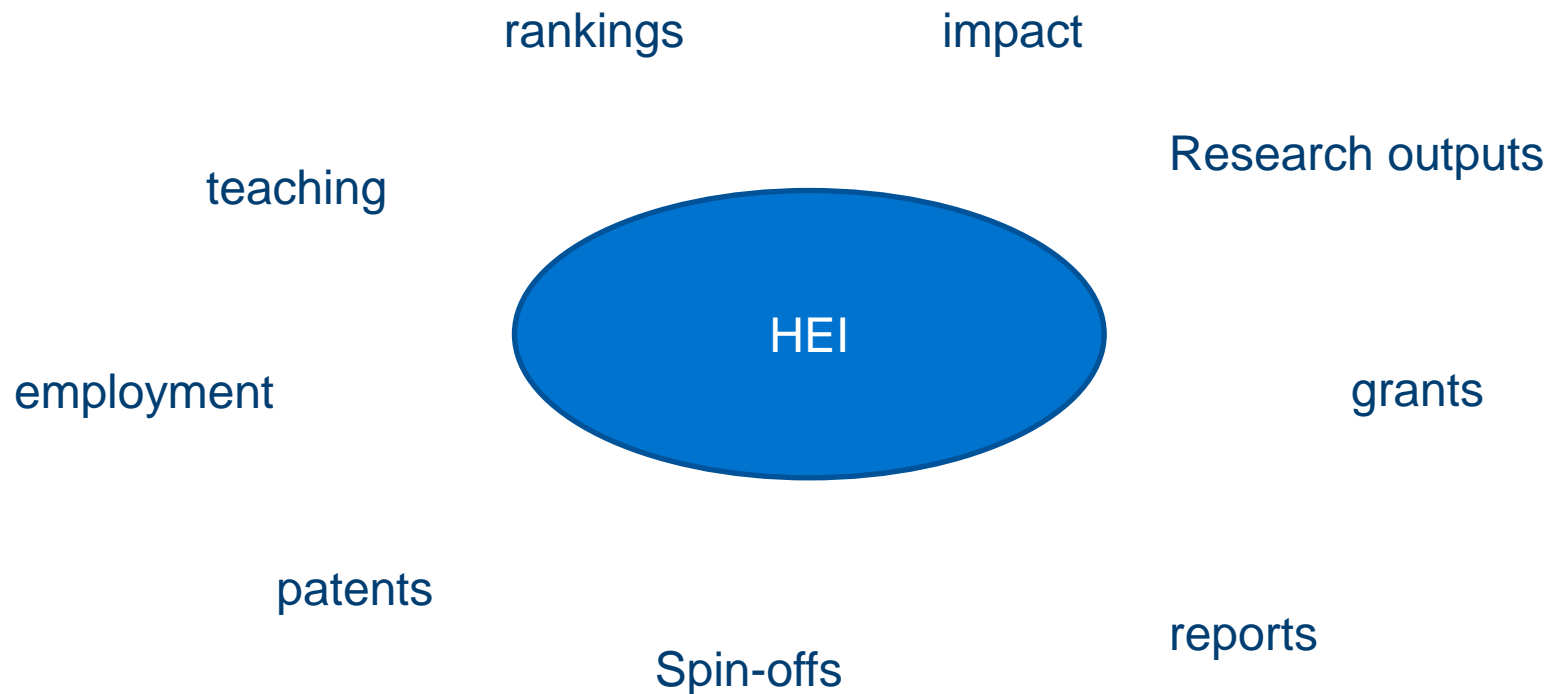 rankings
impact
Research outputs
teaching
HEI
employment
grants
patents
reports
Spin-offs